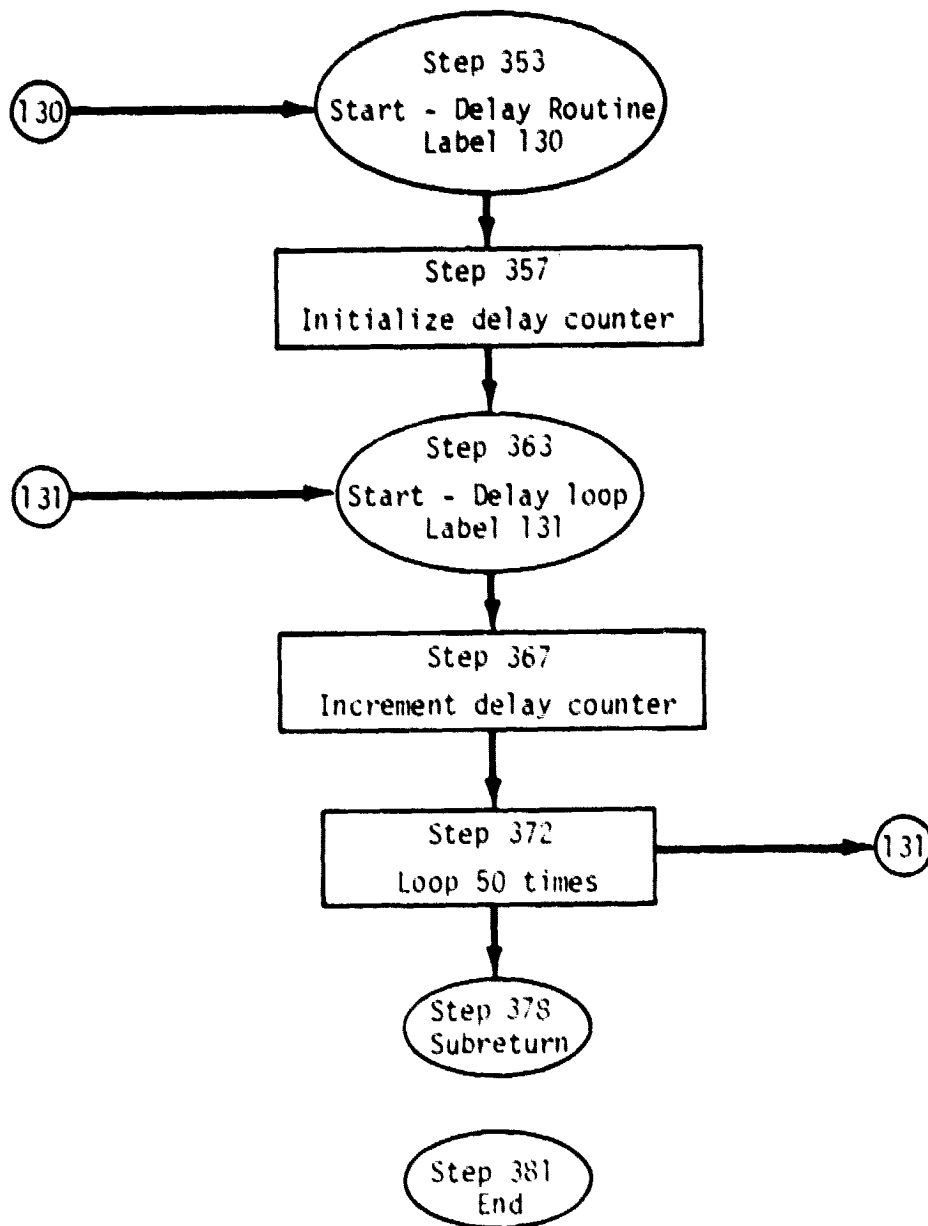 Step 353
130
Start - Delay Routine
Label 130
Step 357
Initialize delay counter
Step 363
131
Start - Delay loop
Label 131
Step 367
Increment delay counter
Step 372
131
Loop 50 times
Step 378
Subreturn
Step 381
End